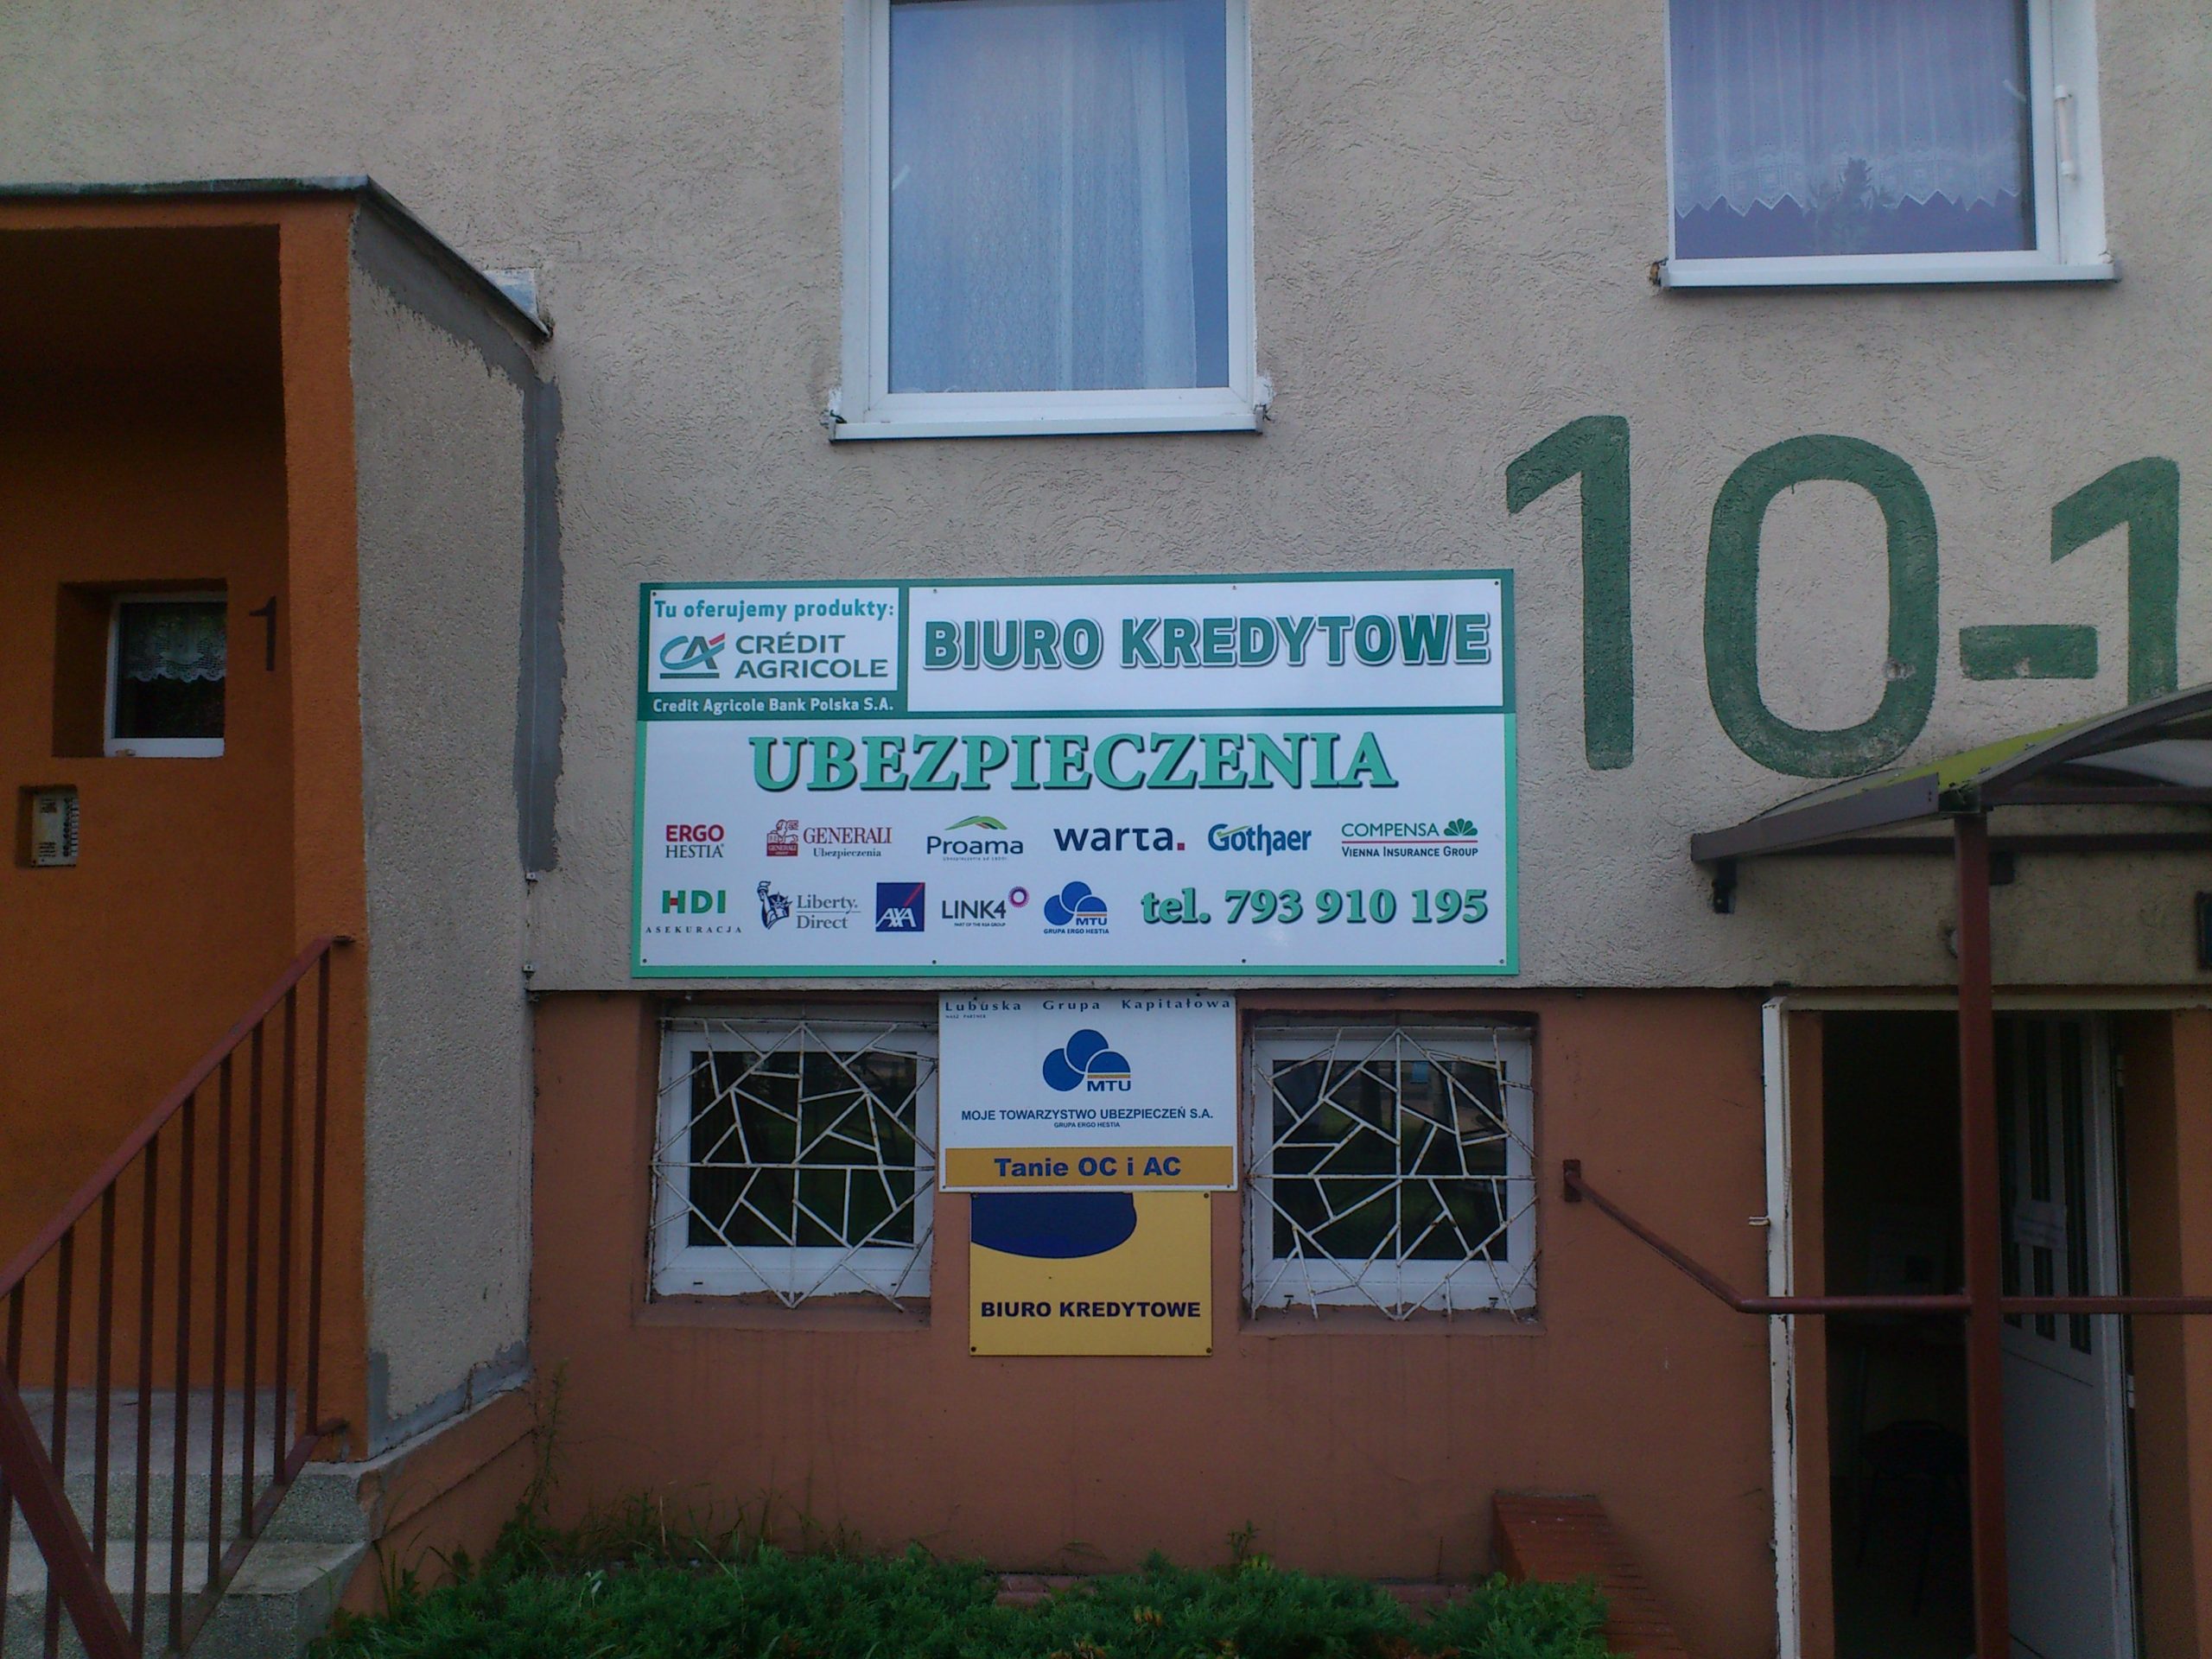 Tu oferujemy produkty:
CRÉDIT
AGRICOLE
Credit Agricole Bank Polska S.A.
BIURO KREDYTOWE
UBEZPIECZENIA
ERGO
HESTIA
GENERALI
Ubezpieczenia
Proama
warta.
Gothaer
COMPENSA
VIENNA INSURANCE GROUP
HDI
ASEKURACJA
Liberty
Direct
AXA
LINK4
MTU
GRUPA ERGO HESTIA
tel. 793 910 195
10-1
1
Lubuska Grupa Kapitałowa
NASZ PARTNER
MTU
MOJE TOWARZYSTWO UBEZPIECZEŃ S.A.
GRUPA ERGO HESTIA
Tanie OC i AC
BIURO KREDYTOWE